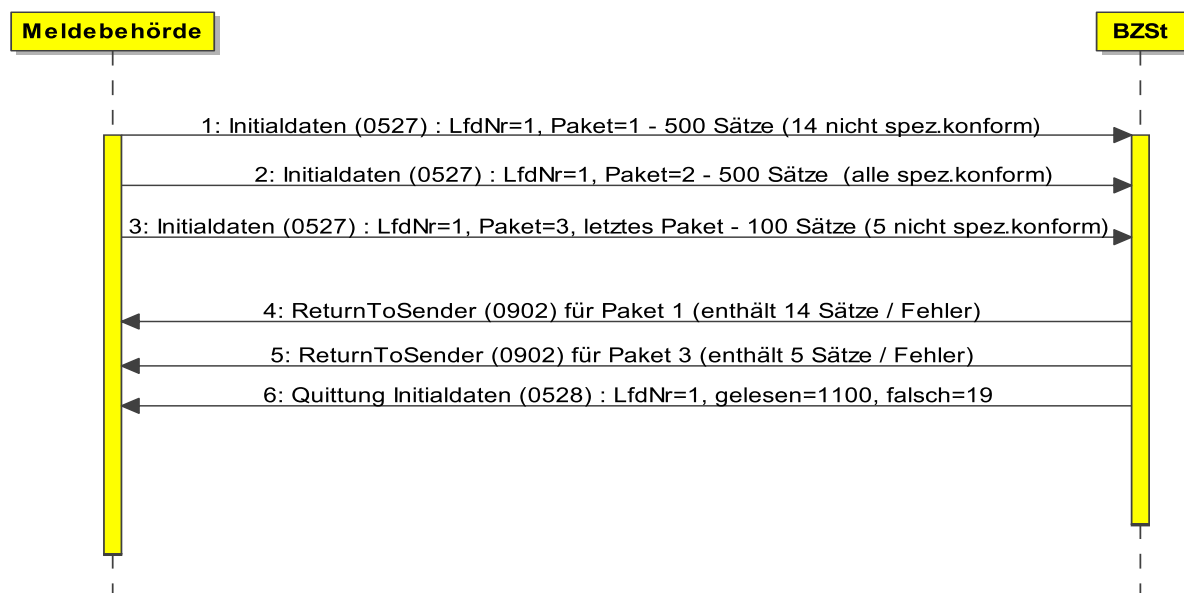 Meldebehörde
BZSt
1: Initialdaten (0527) : LfdNr=1, Paket=1 - 500 Sätze (14 nicht spez.konform)
2: Initialdaten (0527) : LfdNr=1, Paket=2 - 500 Sätze  (alle spez.konform)
3: Initialdaten (0527) : LfdNr=1, Paket=3, letztes Paket - 100 Sätze (5 nicht spez.konform)
4: ReturnToSender (0902) für Paket 1 (enthält 14 Sätze / Fehler)
5: ReturnToSender (0902) für Paket 3 (enthält 5 Sätze / Fehler)
6: Quittung Initialdaten (0528) : LfdNr=1, gelesen=1100, falsch=19